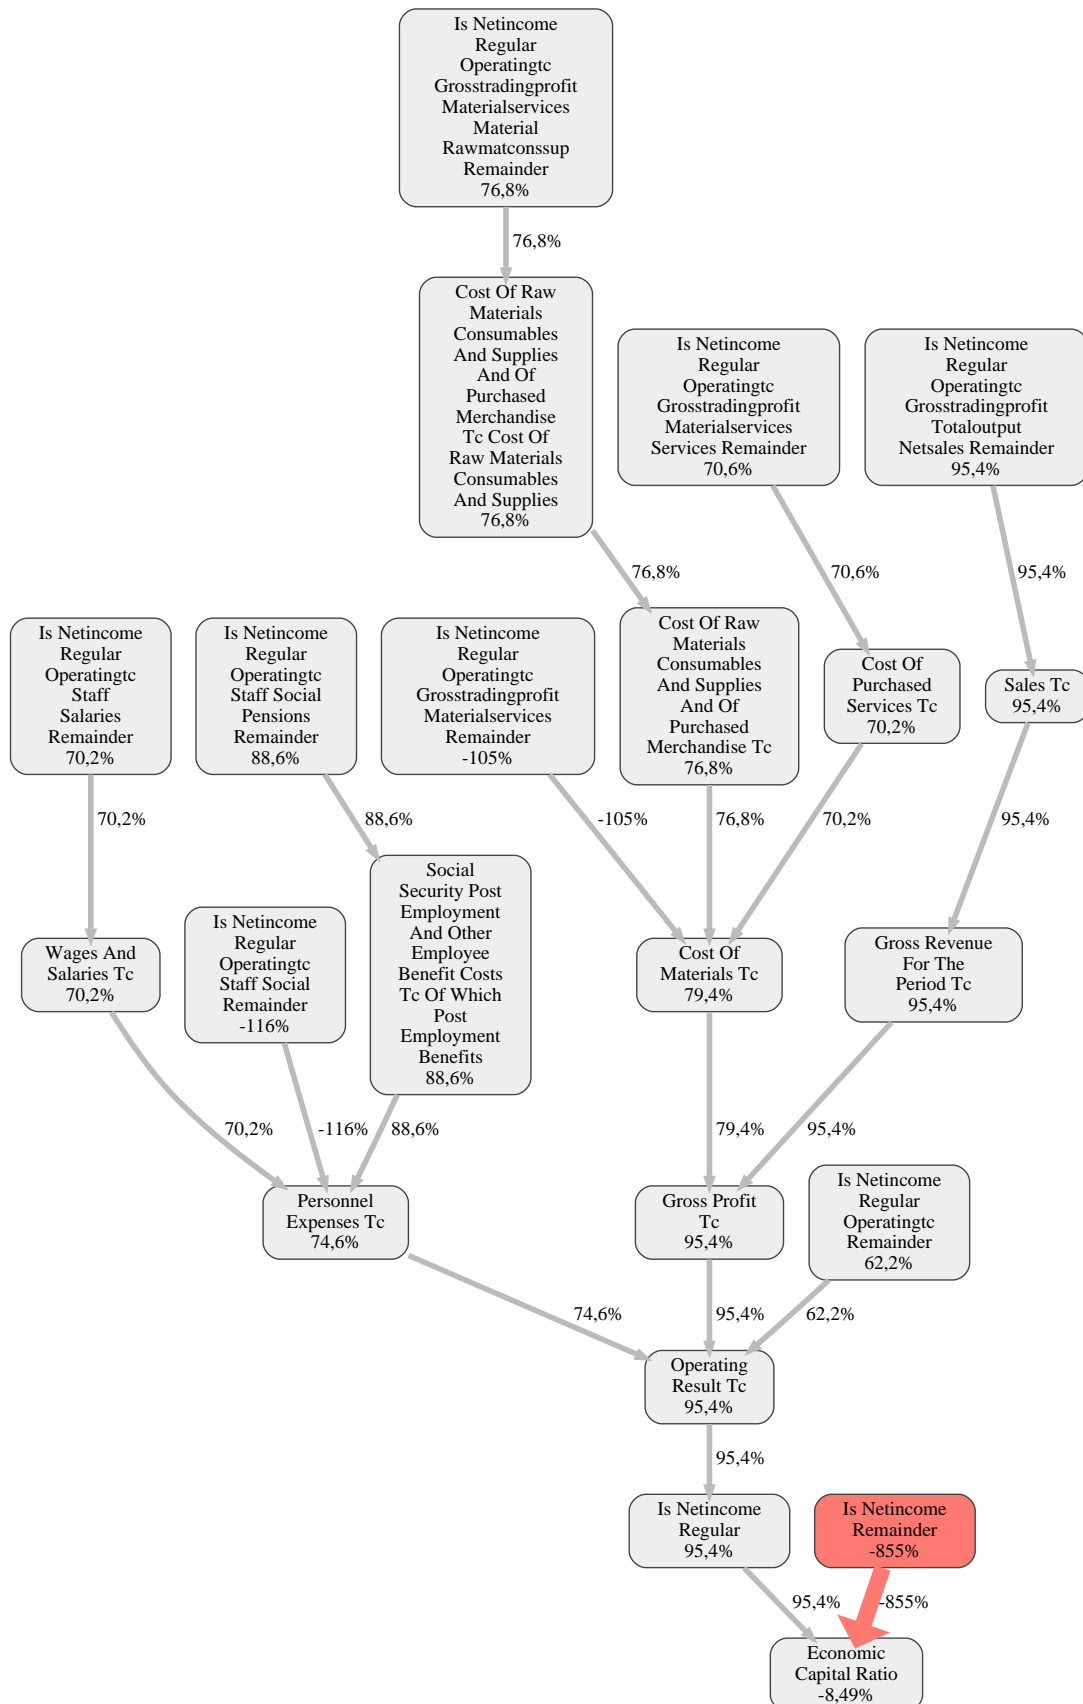 Is Netincome
Regular
Operatingtc
Grosstradingprofit
Materialservices
Material
Rawmatconssup
Remainder
76,8%
76,8%
Cost Of Raw
Materials
Consumables
And Supplies
And Of
Purchased
Merchandise
Tc Cost Of
Raw Materials
Consumables
And Supplies
76,8%
Is Netincome
Regular
Operatingtc
Grosstradingprofit
Materialservices
Services Remainder
70,6%
Is Netincome
Regular
Operatingtc
Grosstradingprofit
Totaloutput
Netsales Remainder
95,4%
76,8%
70,6%
95,4%
Is Netincome
Regular
Operatingtc
Staff
Salaries
Remainder
70,2%
Is Netincome
Regular
Operatingtc
Staff Social
Pensions
Remainder
88,6%
Is Netincome
Regular
Operatingtc
Grosstradingprofit
Materialservices
Remainder
-105%
Cost Of Raw
Materials
Consumables
And Supplies
And Of
Purchased
Merchandise Tc
76,8%
Cost Of
Purchased
Services Tc
70,2%
Sales Tc
95,4%
70,2%
88,6%
-105%
76,8%
70,2%
95,4%
Wages And
Salaries Tc
70,2%
Is Netincome
Regular
Operatingtc
Staff Social
Remainder
-116%
Social
Security Post
Employment
And Other
Employee
Benefit Costs
Tc Of Which
Post
Employment
Benefits
88,6%
Cost Of
Materials Tc
79,4%
Gross Revenue
For The
Period Tc
95,4%
70,2%
-116%
88,6%
79,4%
95,4%
Personnel
Expenses Tc
74,6%
Gross Profit
Tc
95,4%
Is Netincome
Regular
Operatingtc
Remainder
62,2%
74,6%
95,4%
62,2%
Operating
Result Tc
95,4%
95,4%
Is Netincome
Regular
95,4%
Is Netincome
Remainder
-855%
95,4%
-855%
Economic
Capital Ratio
-8,49%